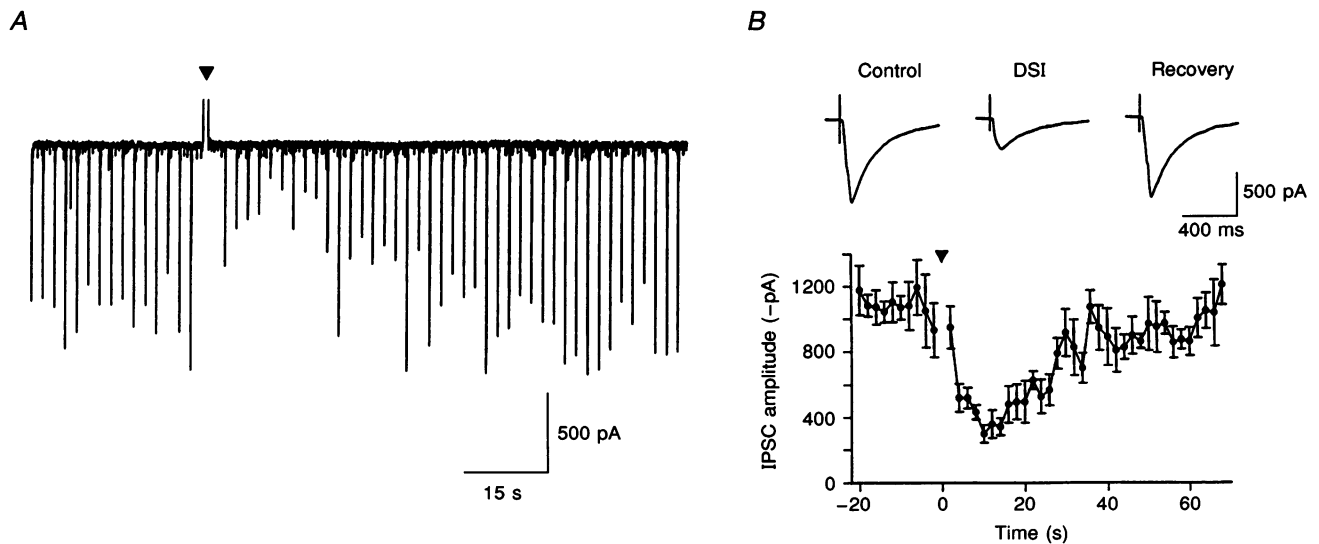 A
B
Control
DSI
Recovery
500 pA
400 ms
500 pA
15 s
IPSC amplitude (−pA)
1200
800
400
0
−20
0
20
40
60
Time (s)